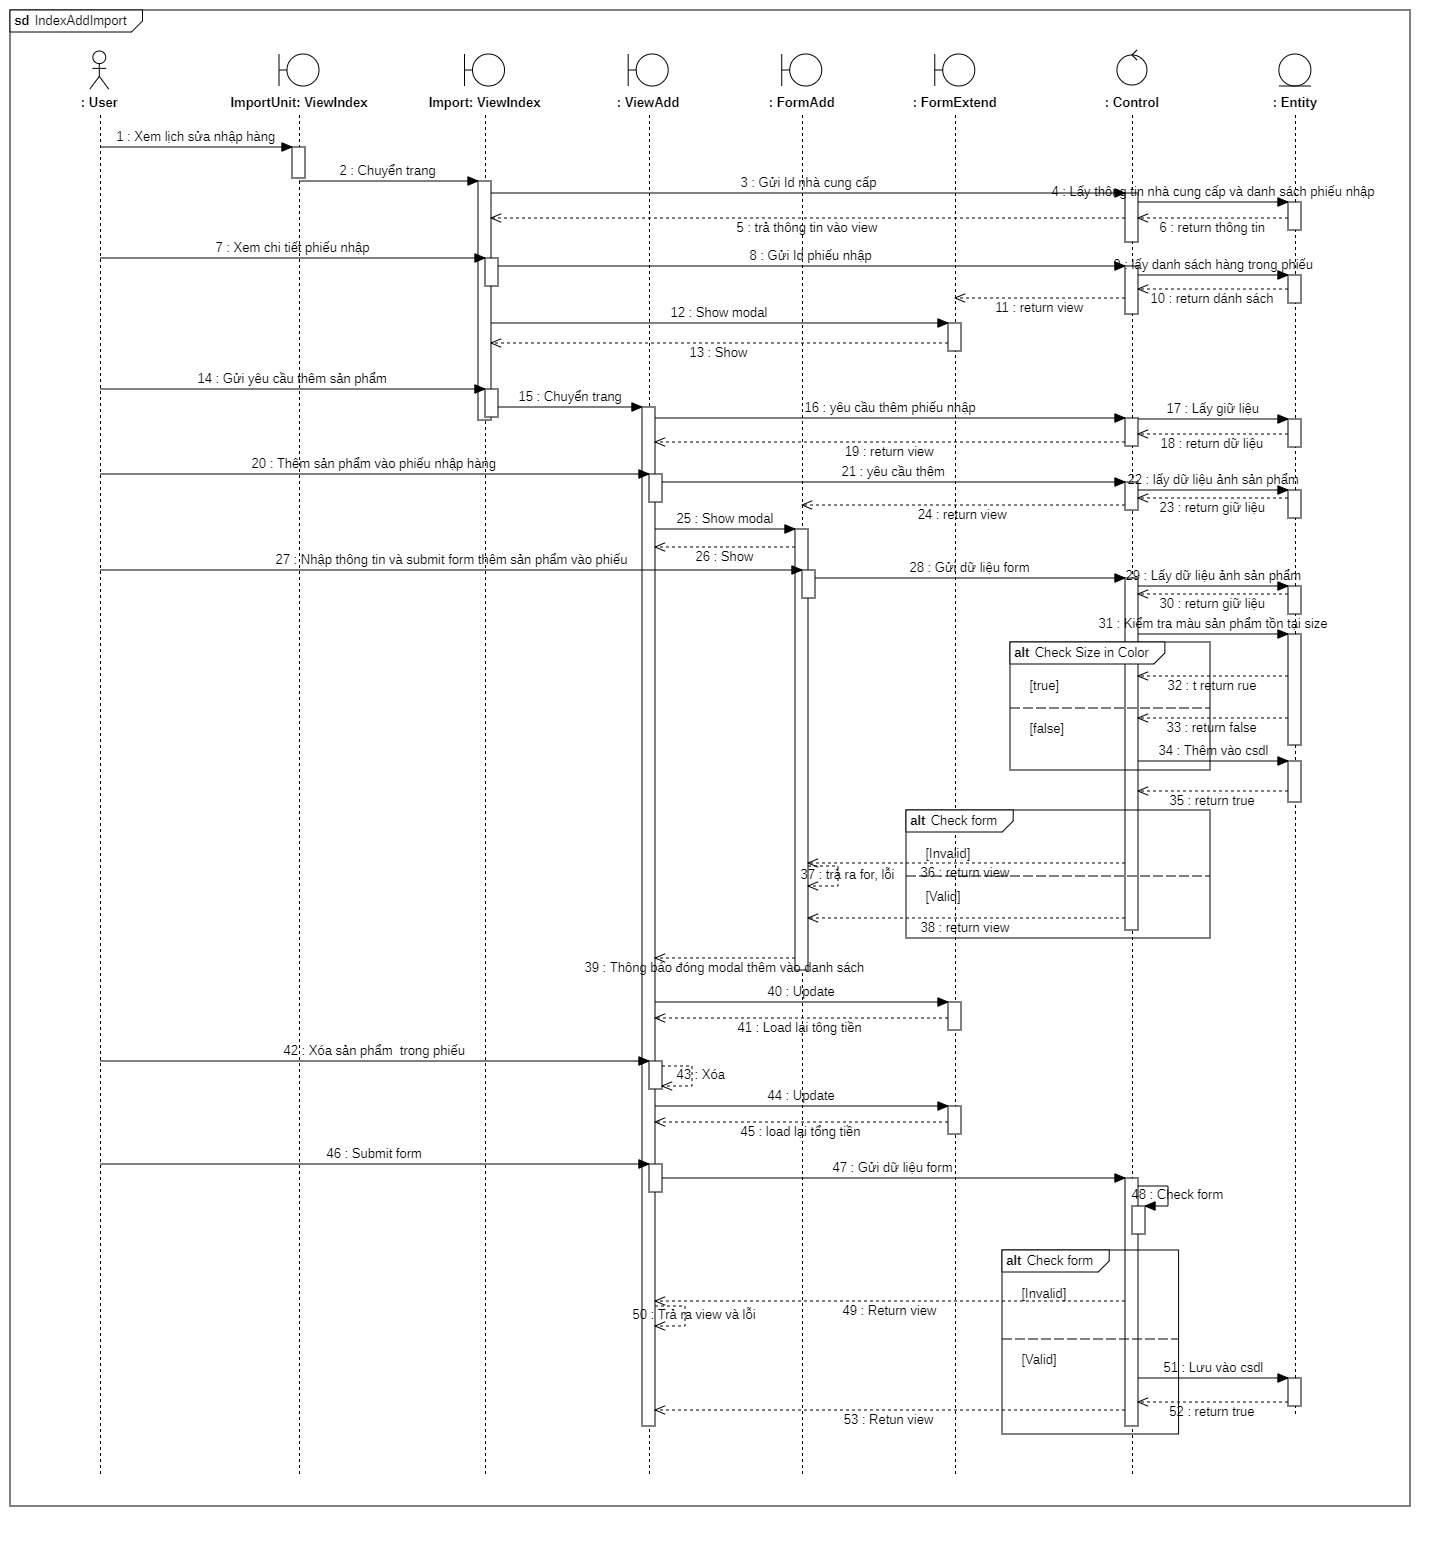 sd IndexAddImport
: User
ImportUnit: ViewIndex
Import: ViewIndex
: ViewAdd
: FormAdd
: FormExtend
: Control
: Entity
1 : Xem lịch sửa nhập hàng
2 : Chuyển trang
3 : Gửi Id nhà cung cấp
4 : Lấy thông tin nhà cung cấp và danh sách phiếu nhập
5 : trả thông tin vào view
6 : return thông tin
7 : Xem chi tiết phiếu nhập
8 : Gửi Id phiếu nhập
9 : lấy danh sách hàng trong phiếu
10 : return dánh sách
11 : return view
12 : Show modal
13 : Show
14 : Gửi yêu cầu thêm sản phẩm
15 : Chuyển trang
16 : yêu cầu thêm phiếu nhập
17 : Lấy giữ liệu
18 : return dữ liệu
19 : return view
20 : Thêm sản phẩm vào phiếu nhập hàng
21 : yêu cầu thêm
22 : lấy dữ liệu ảnh sản phẩm
23 : return giữ liệu
24 : return view
25 : Show modal
26 : Show
27 : Nhập thông tin và submit form thêm sản phẩm vào phiếu
28 : Gửi dữ liệu form
29 : Lấy dữ liệu ảnh sản phẩm
30 : return giữ liệu
31 : Kiểm tra màu sản phẩm tồn tại size
alt Check Size in Color
[true]
32 : t return rue
33 : return false
[false]
34 : Thêm vào csdl
35 : return true
alt Check form
[Invalid]
36 : return view
37 : trả ra for, lỗi
[Valid]
38 : return view
39 : Thông báo đóng modal thêm vào danh sách
40 : Update
41 : Load lại tông tiền
42 : Xóa sản phẩm  trong phiếu
43 : Xóa
44 : Update
45 : load lại tổng tiền
46 : Submit form
47 : Gửi dữ liệu form
48 : Check form
alt Check form
[Invalid]
49 : Return view
50 : Trả ra view và lỗi
[Valid]
51 : Lưu vào csdl
52 : return true
53 : Retun view